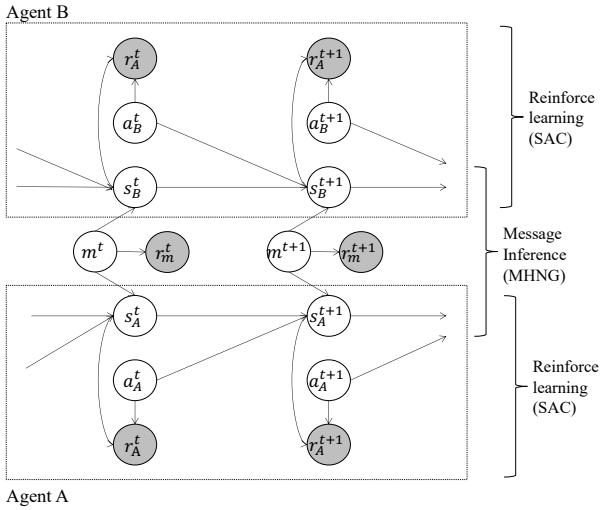 Agent B
r_A^t r_A^{t+1}
a_B^t a_B^{t+1}
s_B^t s_B^{t+1}
m^t r_m^t m^{t+1} r_m^{t+1}
s_A^t s_A^{t+1}
a_A^t a_A^{t+1}
r_A^t r_A^{t+1}
Agent A
Reinforce
learning
(SAC)
Message
Inference
(MHNG)
Reinforce
learning
(SAC)